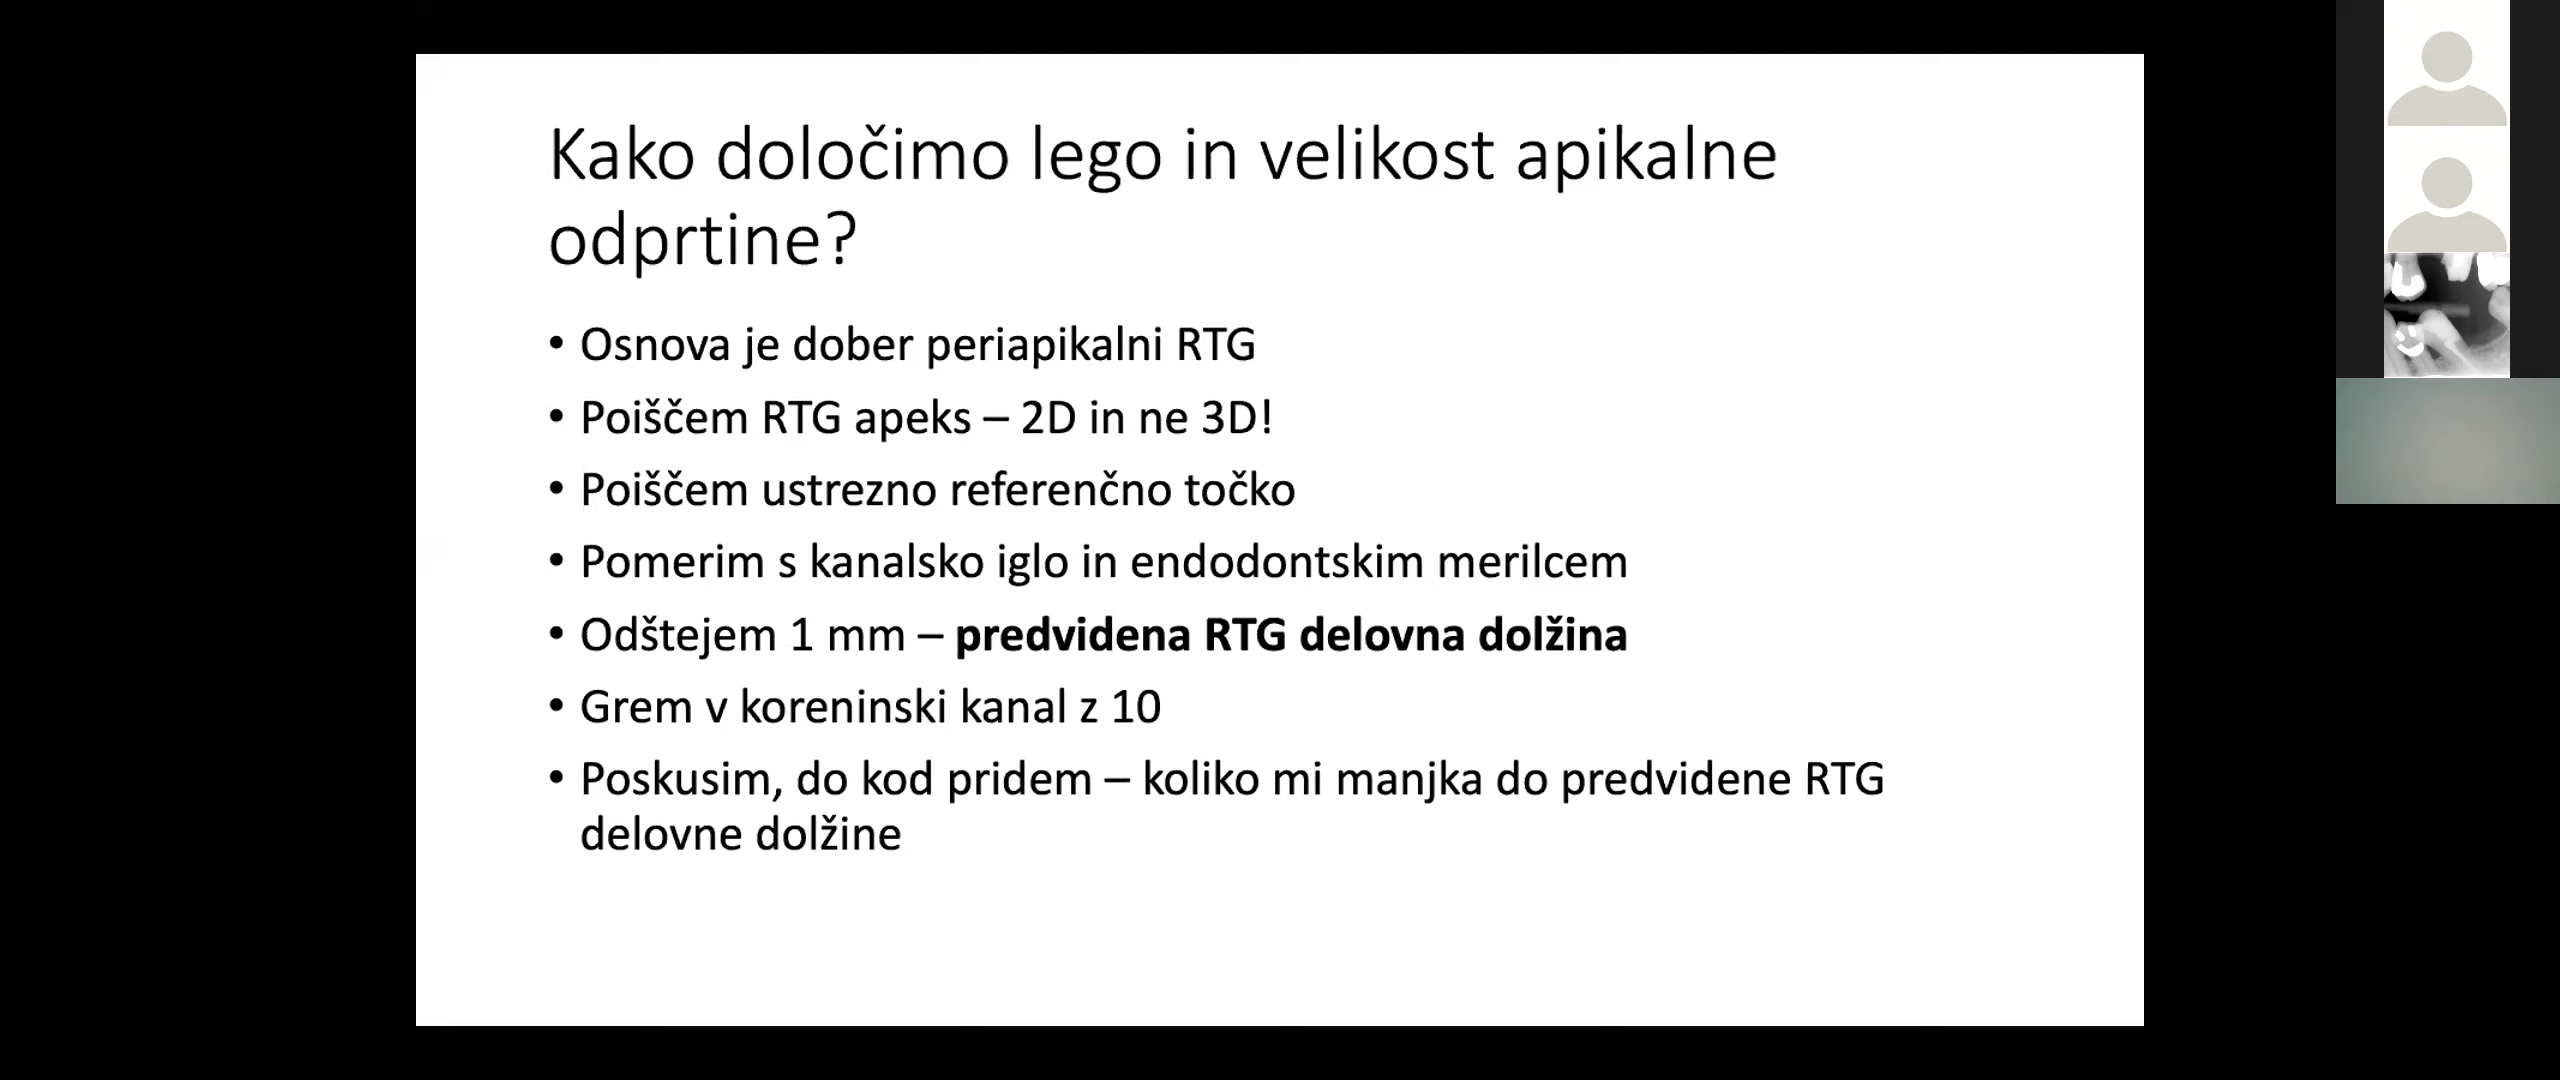 Kako določimo lego in velikost apikalne
odprtine?
• Osnova je dober periapikalni RTG
• Poiščem RTG apeks – 2D in ne 3D!
• Poiščem ustrezno referenčno točko
• Pomerim s kanalsko iglo in endodontskim merilcem
• Odštejem 1 mm – predvidena RTG delovna dolžina
• Grem v koreninski kanal z 10
• Poskusim, do kod pridem – koliko mi manjka do predvidene RTG
delovne dolžine